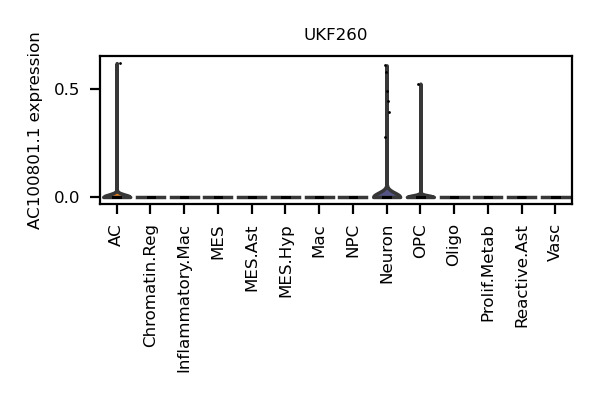 UKF260
AC100801.1 expression
0.5
0.0
AC
Chromatin.Reg
Inflammatory.Mac
MES
MES.Ast
MES.Hyp
Mac
NPC
Neuron
OPC
Oligo
Prolif.Metab
Reactive.Ast
Vasc